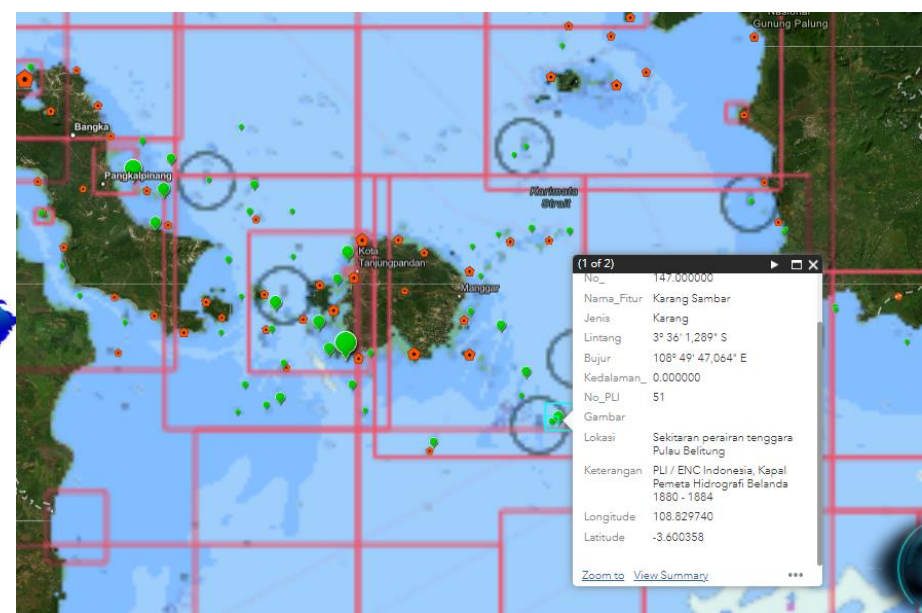 Nasional
Gunung Palung
Bangka
Pangkalpinang
Karimata
Strait
Kota
Tanjungpandan
Manggar
(1 of 2)
No_ 147.000000
Nama_Fitur Karang Sambar
Jenis Karang
Lintang 3° 36' 1,289" S
Bujur 108° 49' 47,064" E
Kedalaman_ 0.000000
No_PLI 51
Gambar
Lokasi Sekitaran perairan tenggara
Pulau Belitung
Keterangan PLI / ENC Indonesia, Kapal
Pemeta Hidrografi Belanda
1880 - 1884
Longitude 108.829740
Latitude -3.600358
Zoom to View Summary